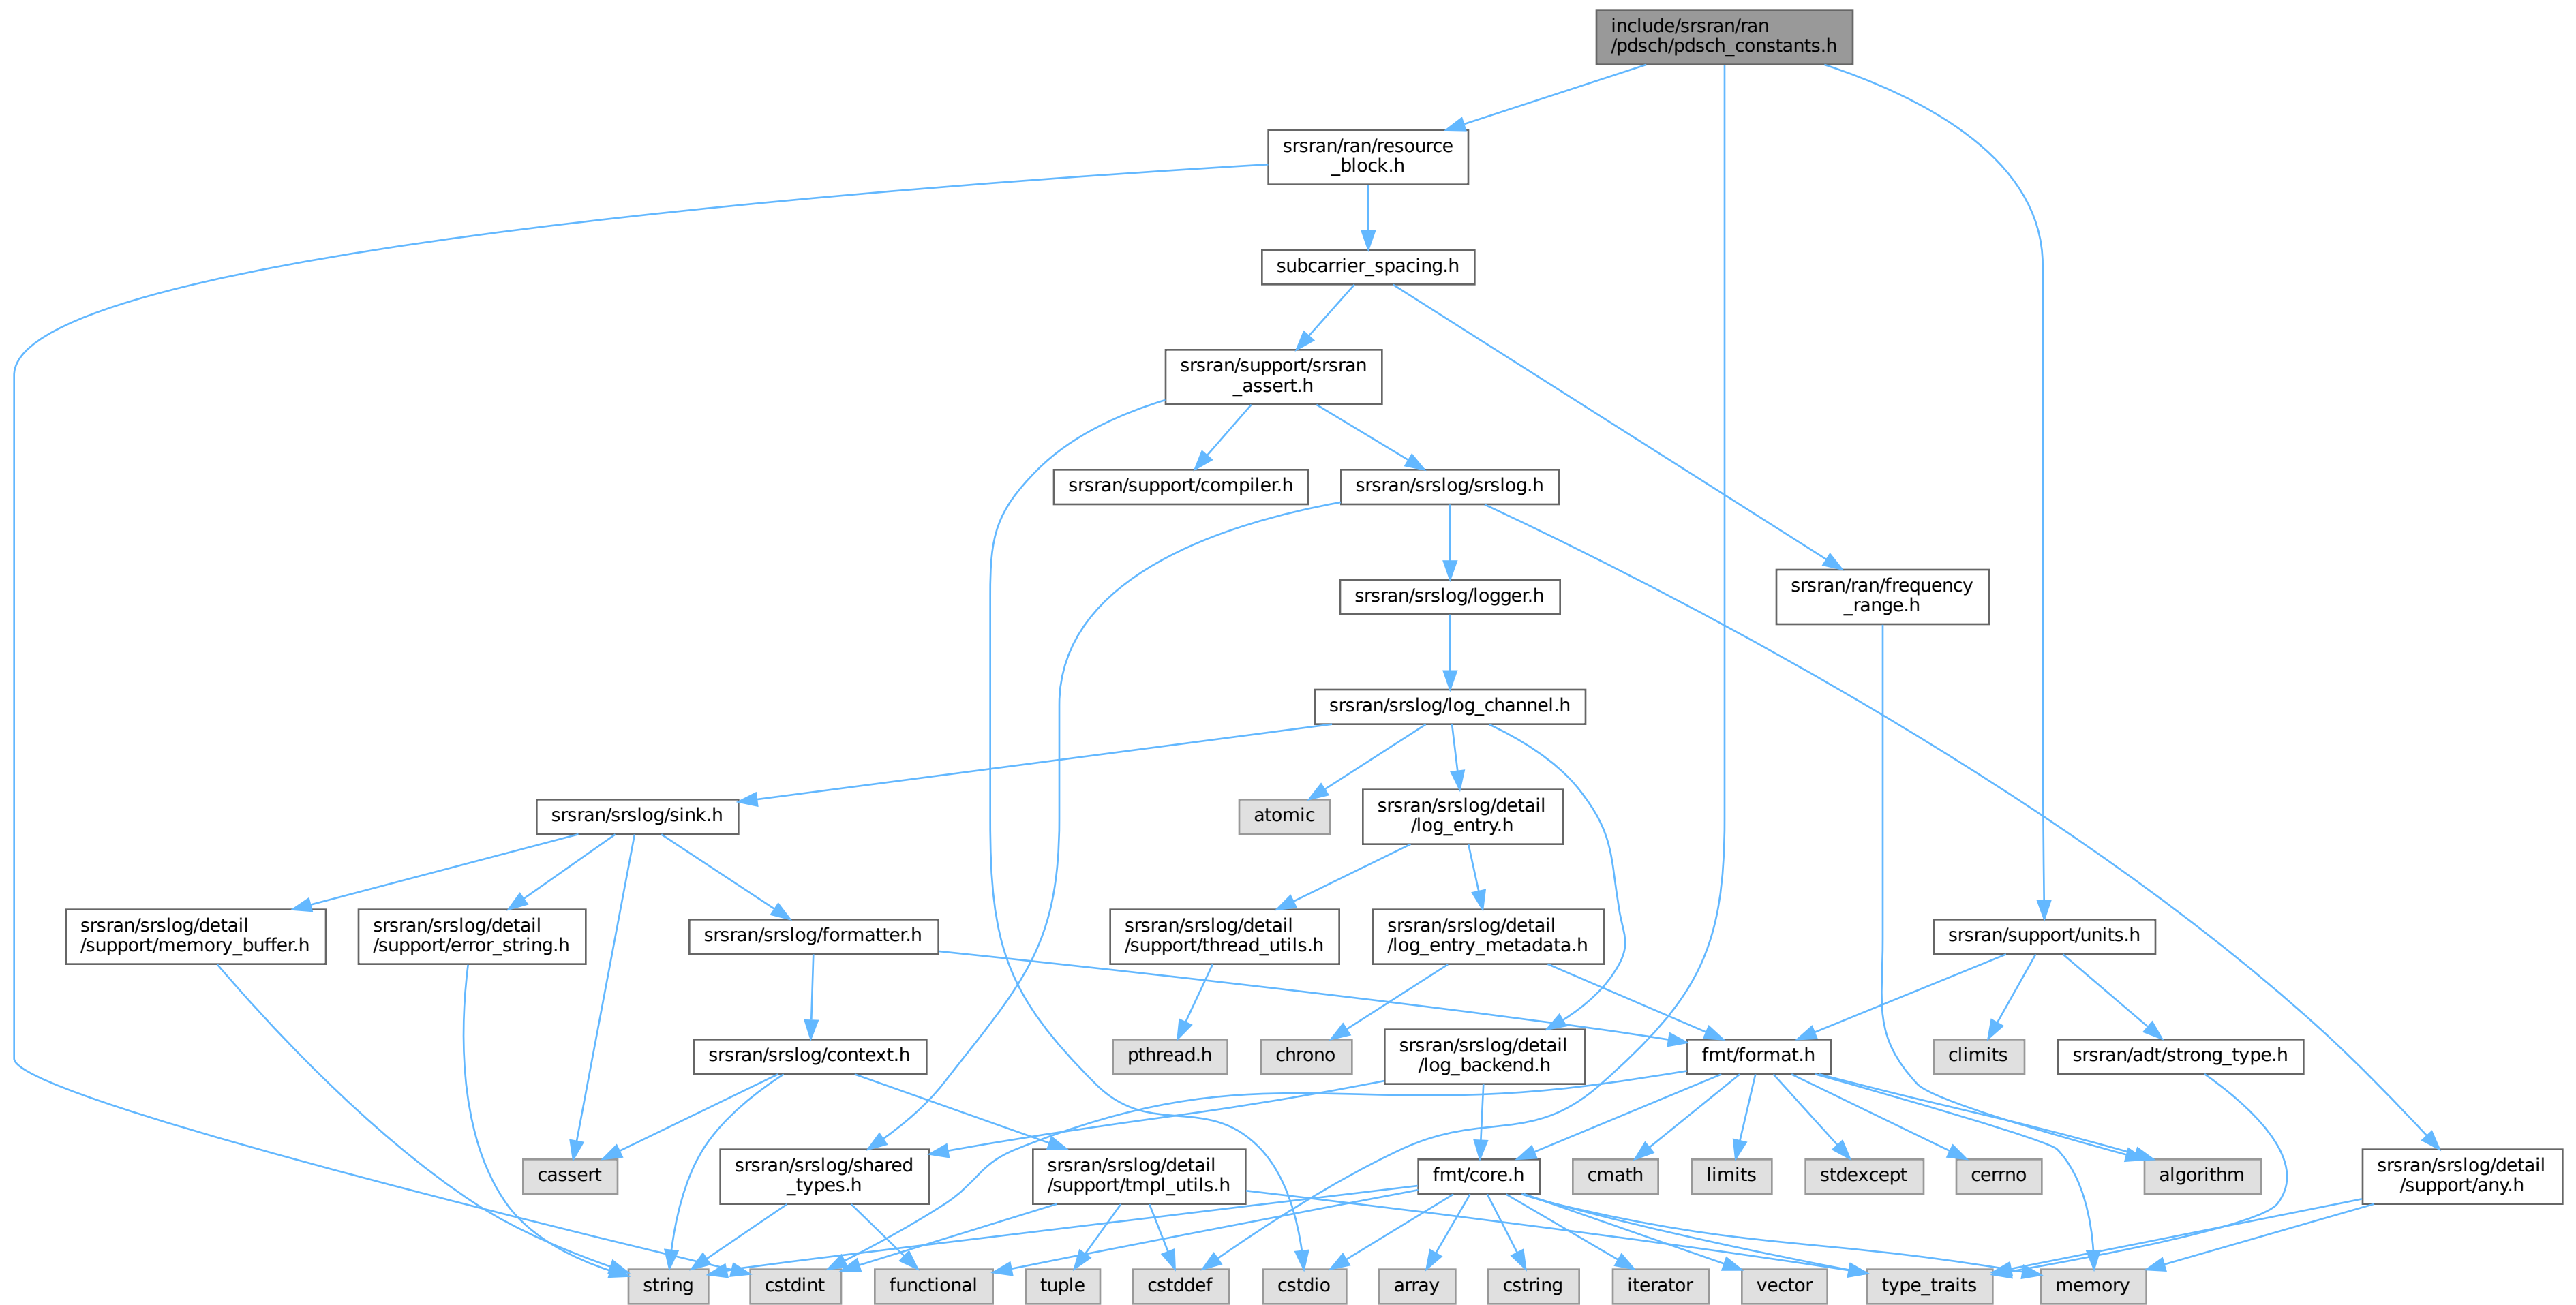 include/srsran/ran
/pdsch/pdsch_constants.h
srsran/ran/resource
_block.h
subcarrier_spacing.h
srsran/support/srsran
_assert.h
srsran/support/compiler.h
srsran/srslog/srslog.h
srsran/srslog/logger.h
srsran/ran/frequency
_range.h
srsran/srslog/log_channel.h
srsran/srslog/sink.h
atomic
srsran/srslog/detail
/log_entry.h
srsran/srslog/detail
/support/memory_buffer.h
srsran/srslog/detail
/support/error_string.h
srsran/srslog/formatter.h
srsran/srslog/detail
/support/thread_utils.h
srsran/srslog/detail
/log_entry_metadata.h
srsran/support/units.h
srsran/srslog/context.h
pthread.h
chrono
srsran/srslog/detail
/log_backend.h
fmt/format.h
climits
srsran/adt/strong_type.h
cassert
srsran/srslog/shared
_types.h
srsran/srslog/detail
/support/tmpl_utils.h
fmt/core.h
cmath
limits
stdexcept
cerrno
algorithm
srsran/srslog/detail
/support/any.h
string
cstdint
functional
tuple
cstddef
cstdio
array
cstring
iterator
vector
type_traits
memory